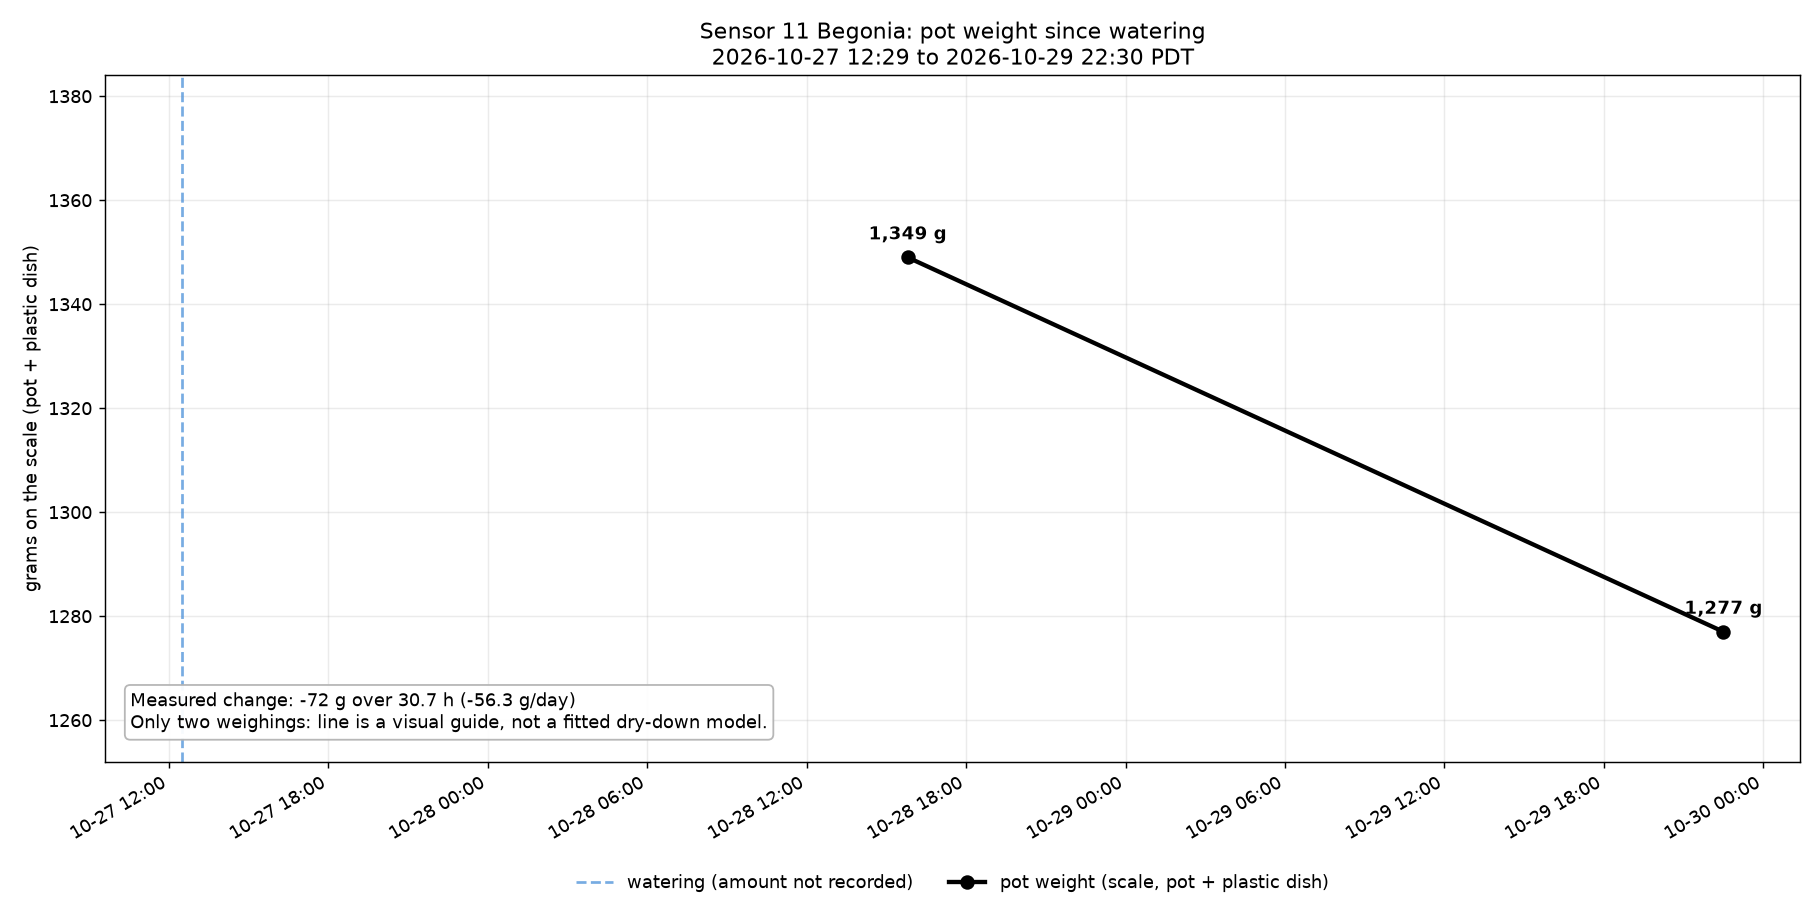 Sensor 11 Begonia: pot weight since watering
2026-10-27 12:29 to 2026-10-29 22:30 PDT
grams on the scale (pot + plastic dish)
1380
1360
1340
1320
1300
1280
1260
1,349 g
1,277 g
Measured change: -72 g over 30.7 h (-56.3 g/day)
Only two weighings: line is a visual guide, not a fitted dry-down model.
10-27 12:00
10-27 18:00
10-28 00:00
10-28 06:00
10-28 12:00
10-28 18:00
10-29 00:00
10-29 06:00
10-29 12:00
10-29 18:00
10-30 00:00
watering (amount not recorded)
pot weight (scale, pot + plastic dish)